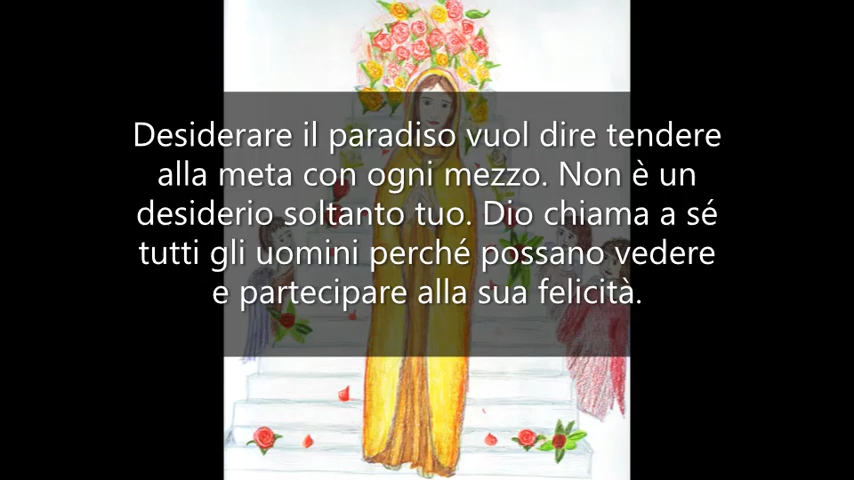 Desiderare il paradiso vuol dire tendere
alla meta con ogni mezzo. Non è un
desiderio soltanto tuo. Dio chiama a sé
tutti gli uomini perché possano vedere
e partecipare alla sua felicità.